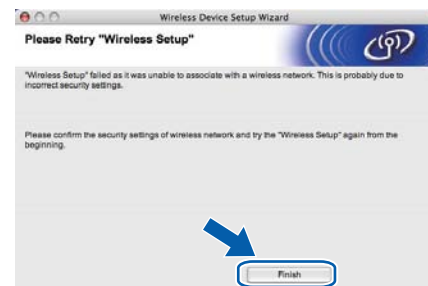 Wireless Device Setup Wizard
Please Retry "Wireless Setup"
"Wireless Setup" failed as it was unable to associate with a wireless network. This is probably due to
incorrect security settings.
Please confirm the security settings of wireless network and try the "Wireless Setup" again from the
beginning.
Finish